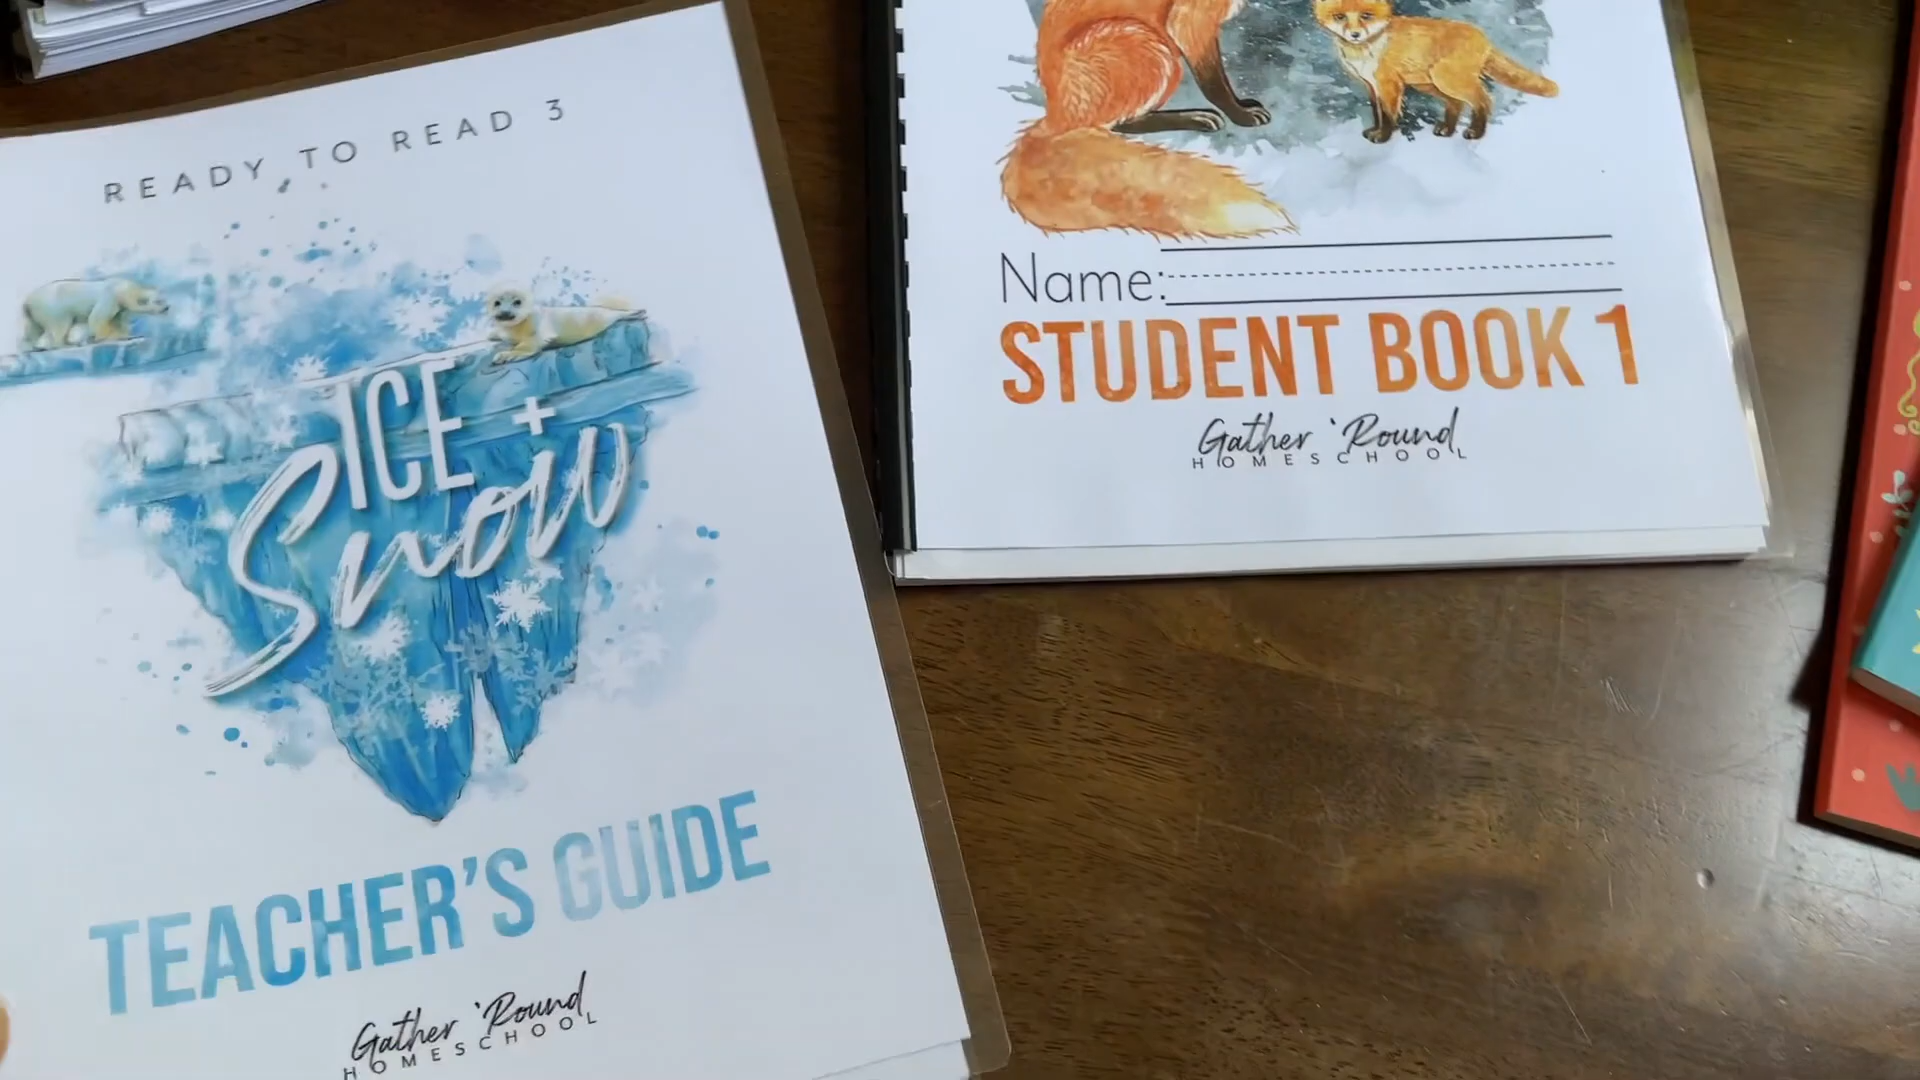 READY TO READ 3
ICE +
Snow
TEACHER'S GUIDE
Gather 'Round
HOMESCHOOL
Name:
STUDENT BOOK 1
Gather 'Round
HOMESCHOOL